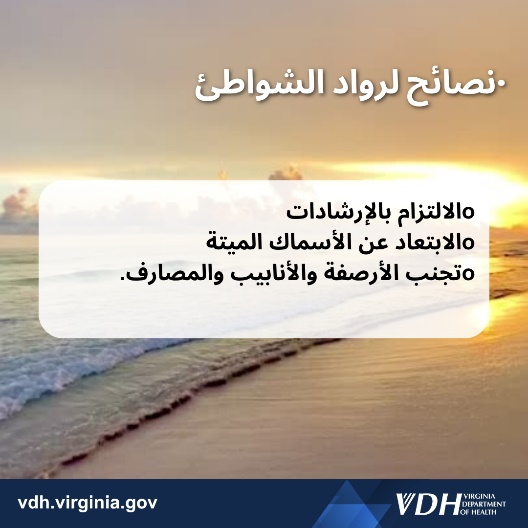 •نصائح لرواد الشواطئ
oالالتزام بالإرشادات
oالابتعاد عن الأسماك الميتة
oتجنب الأرصفة والأنابيب والمصارف.
vdh.virginia.gov
VDH VIRGINIA
DEPARTMENT
OF HEALTH